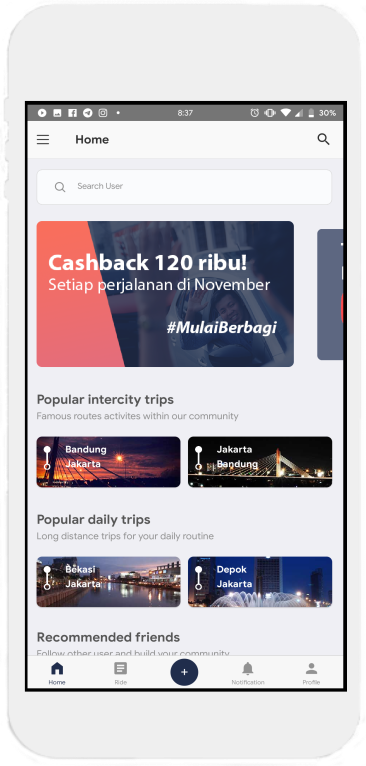 8:37
30%
Home
Search User
Cashback 120 ribu!
Setiap perjalanan di November
#MulaiBerbagi
Popular intercity trips
Famous routes activites within our community
Bandung
Jakarta
Jakarta
Bandung
Popular daily trips
Long distance trips for your daily routine
Bekasi
Jakarta
Depok
Jakarta
Recommended friends
Follow other user and build your community
Home
Ride
+
Notification
Profile